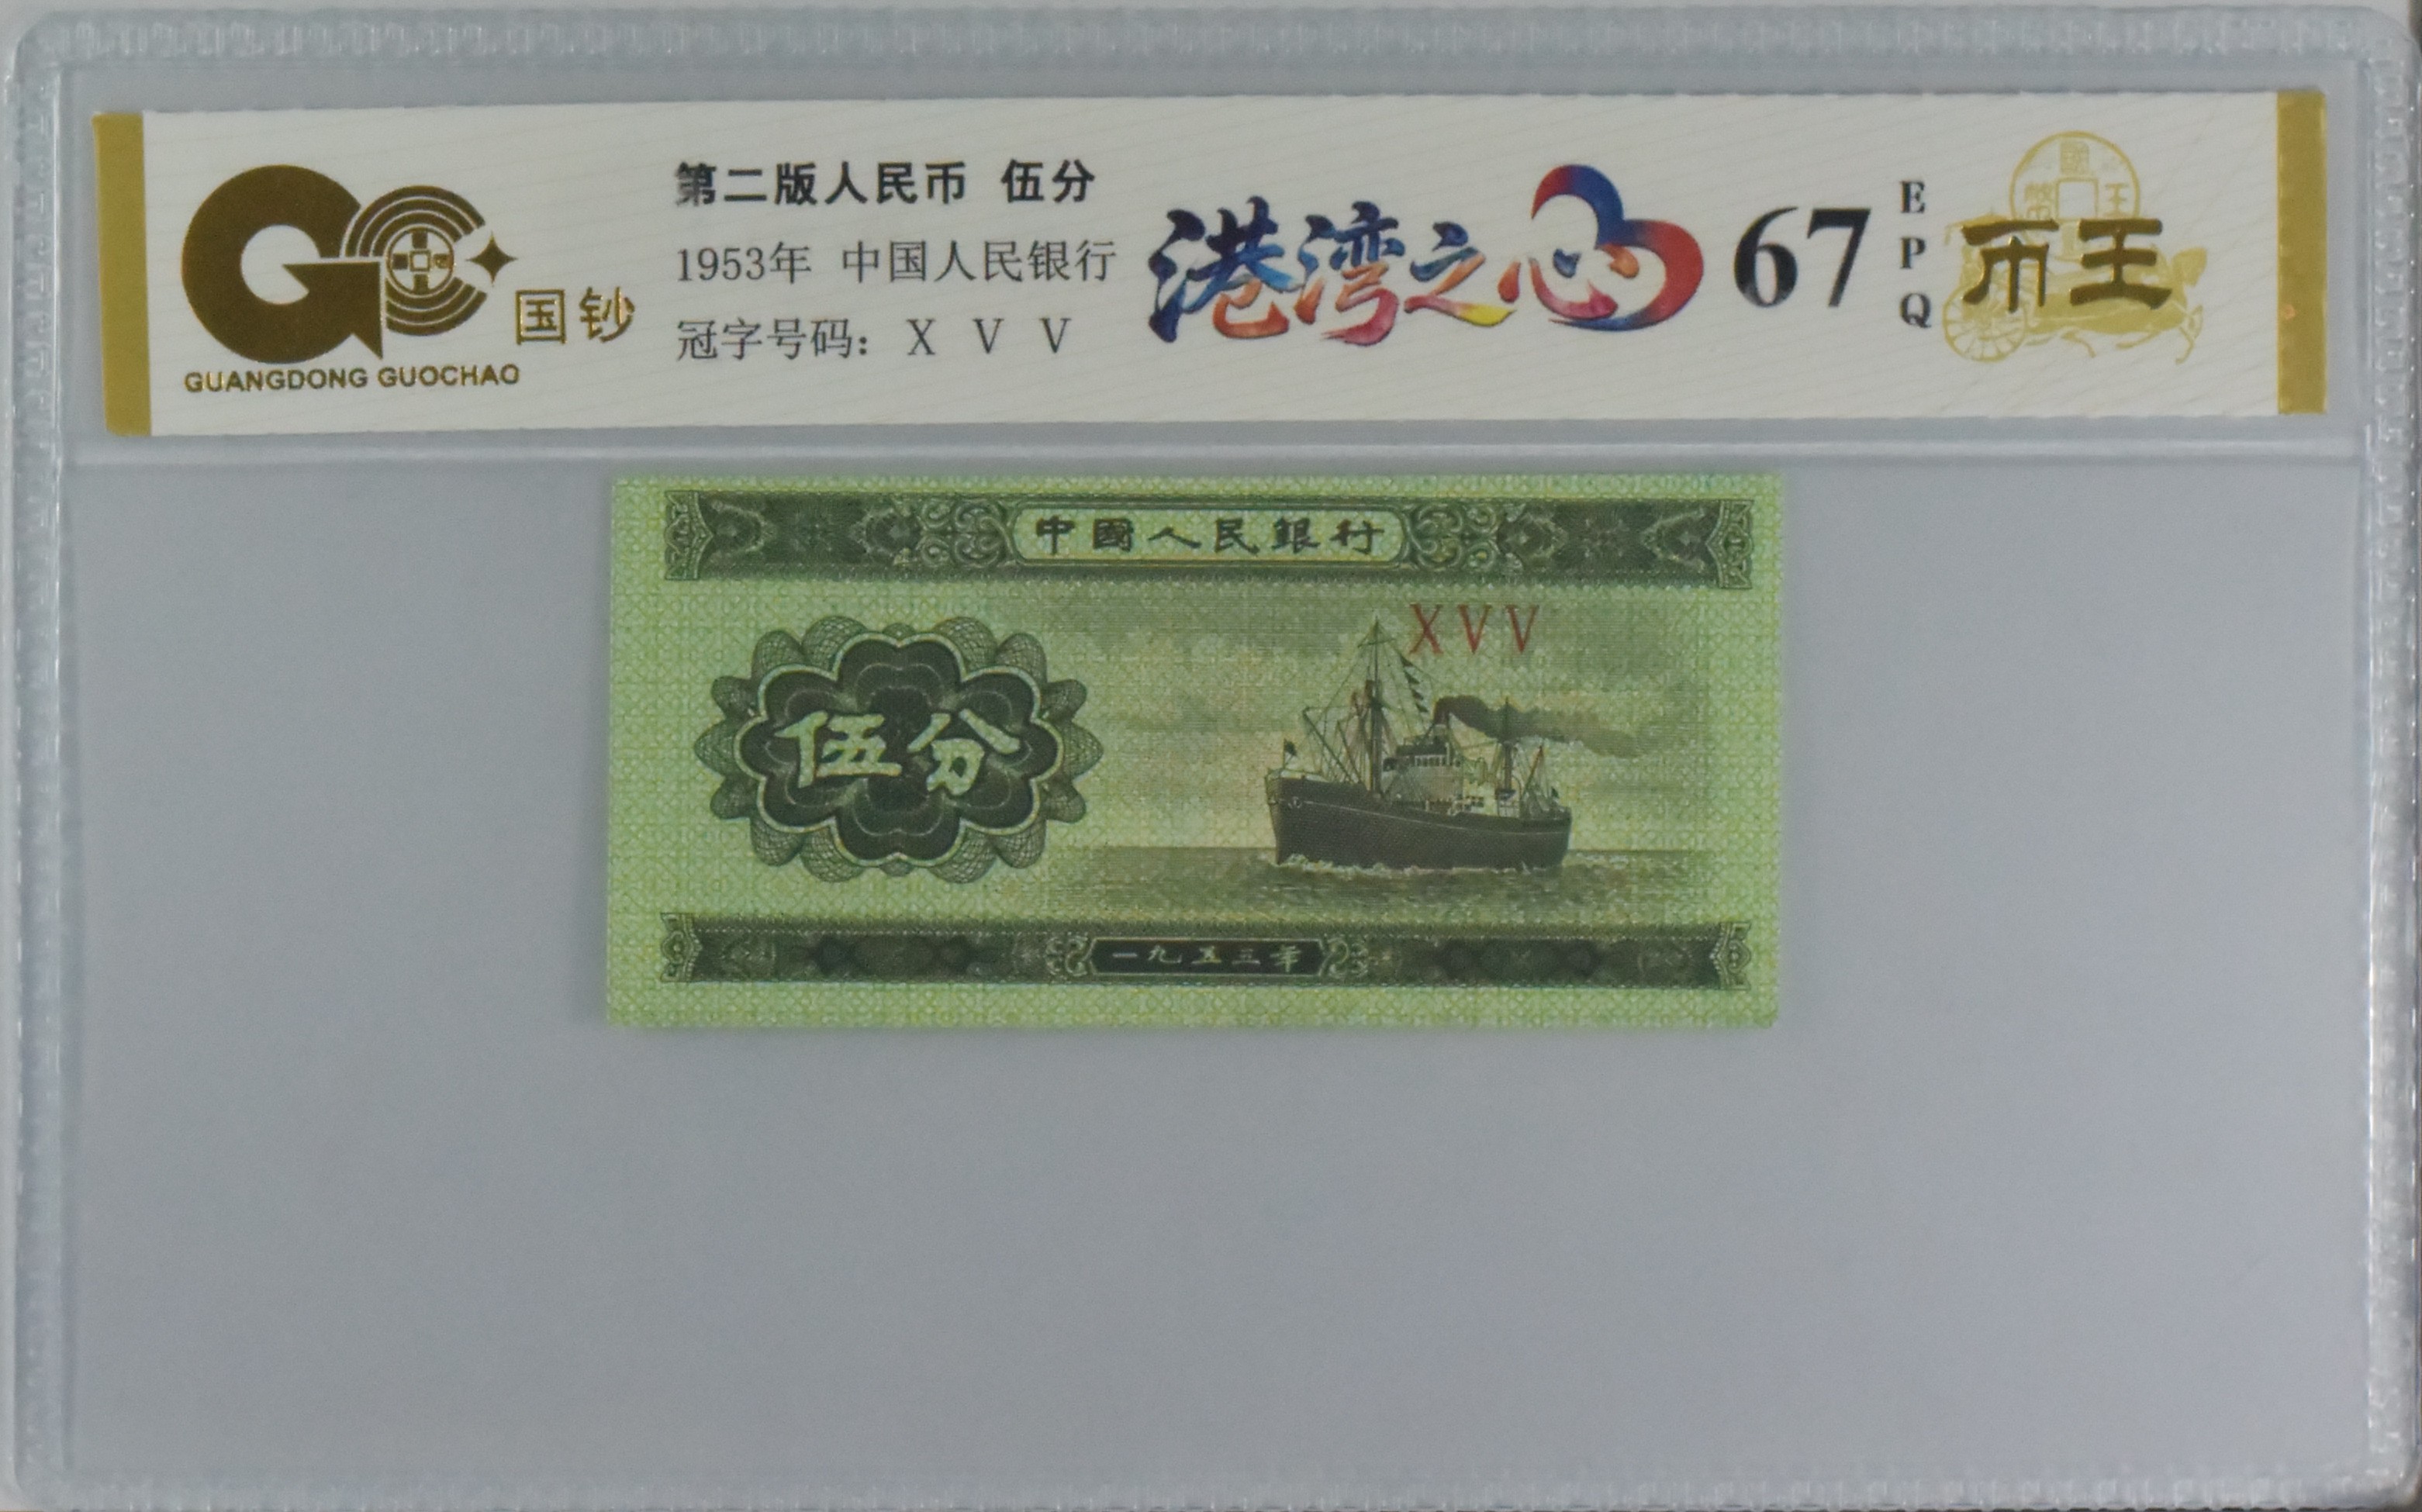 第二版人民币 伍分
1953年 中国人民银行
冠字号码: X V V
国钞
GUANGDONG GUOCHAO
港湾之心
67
E
P
Q
币王
中國人民銀行
X V V
伍分
一九五三年